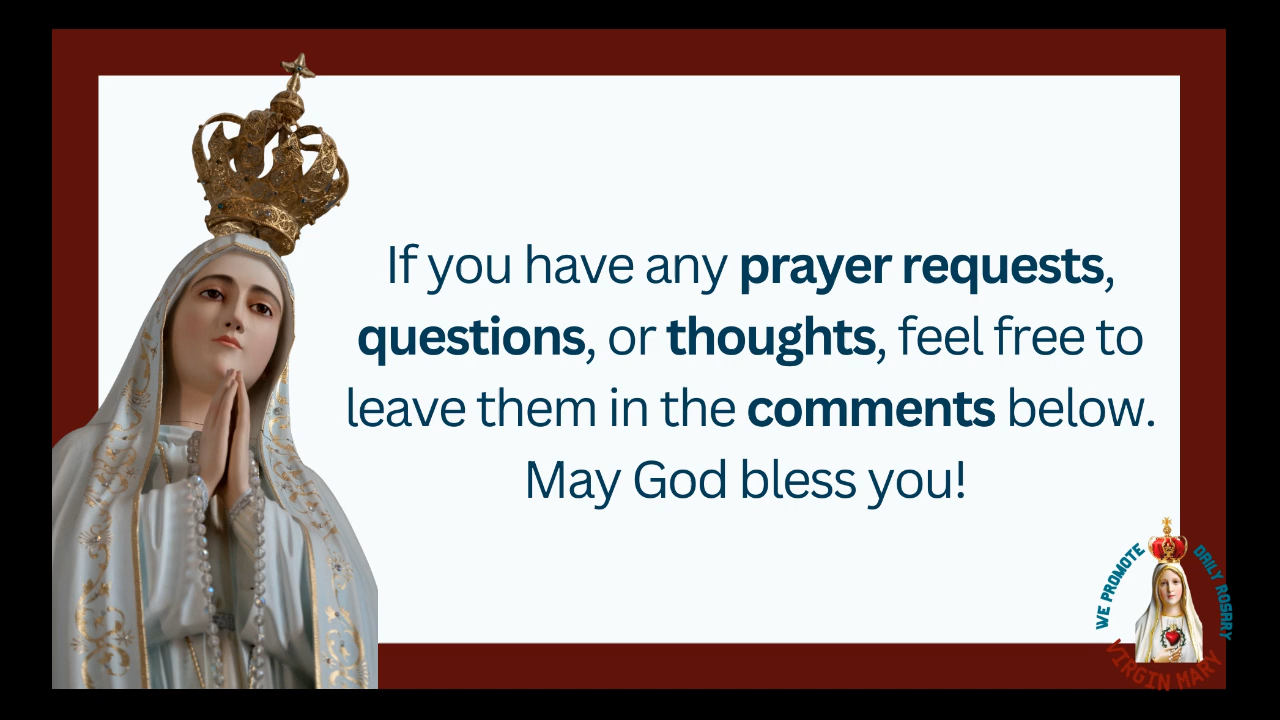 If you have any prayer requests,
questions, or thoughts, feel free to
leave them in the comments below.
May God bless you!
WE PROMOTE
DAILY ROSARY
VIRGIN MARY